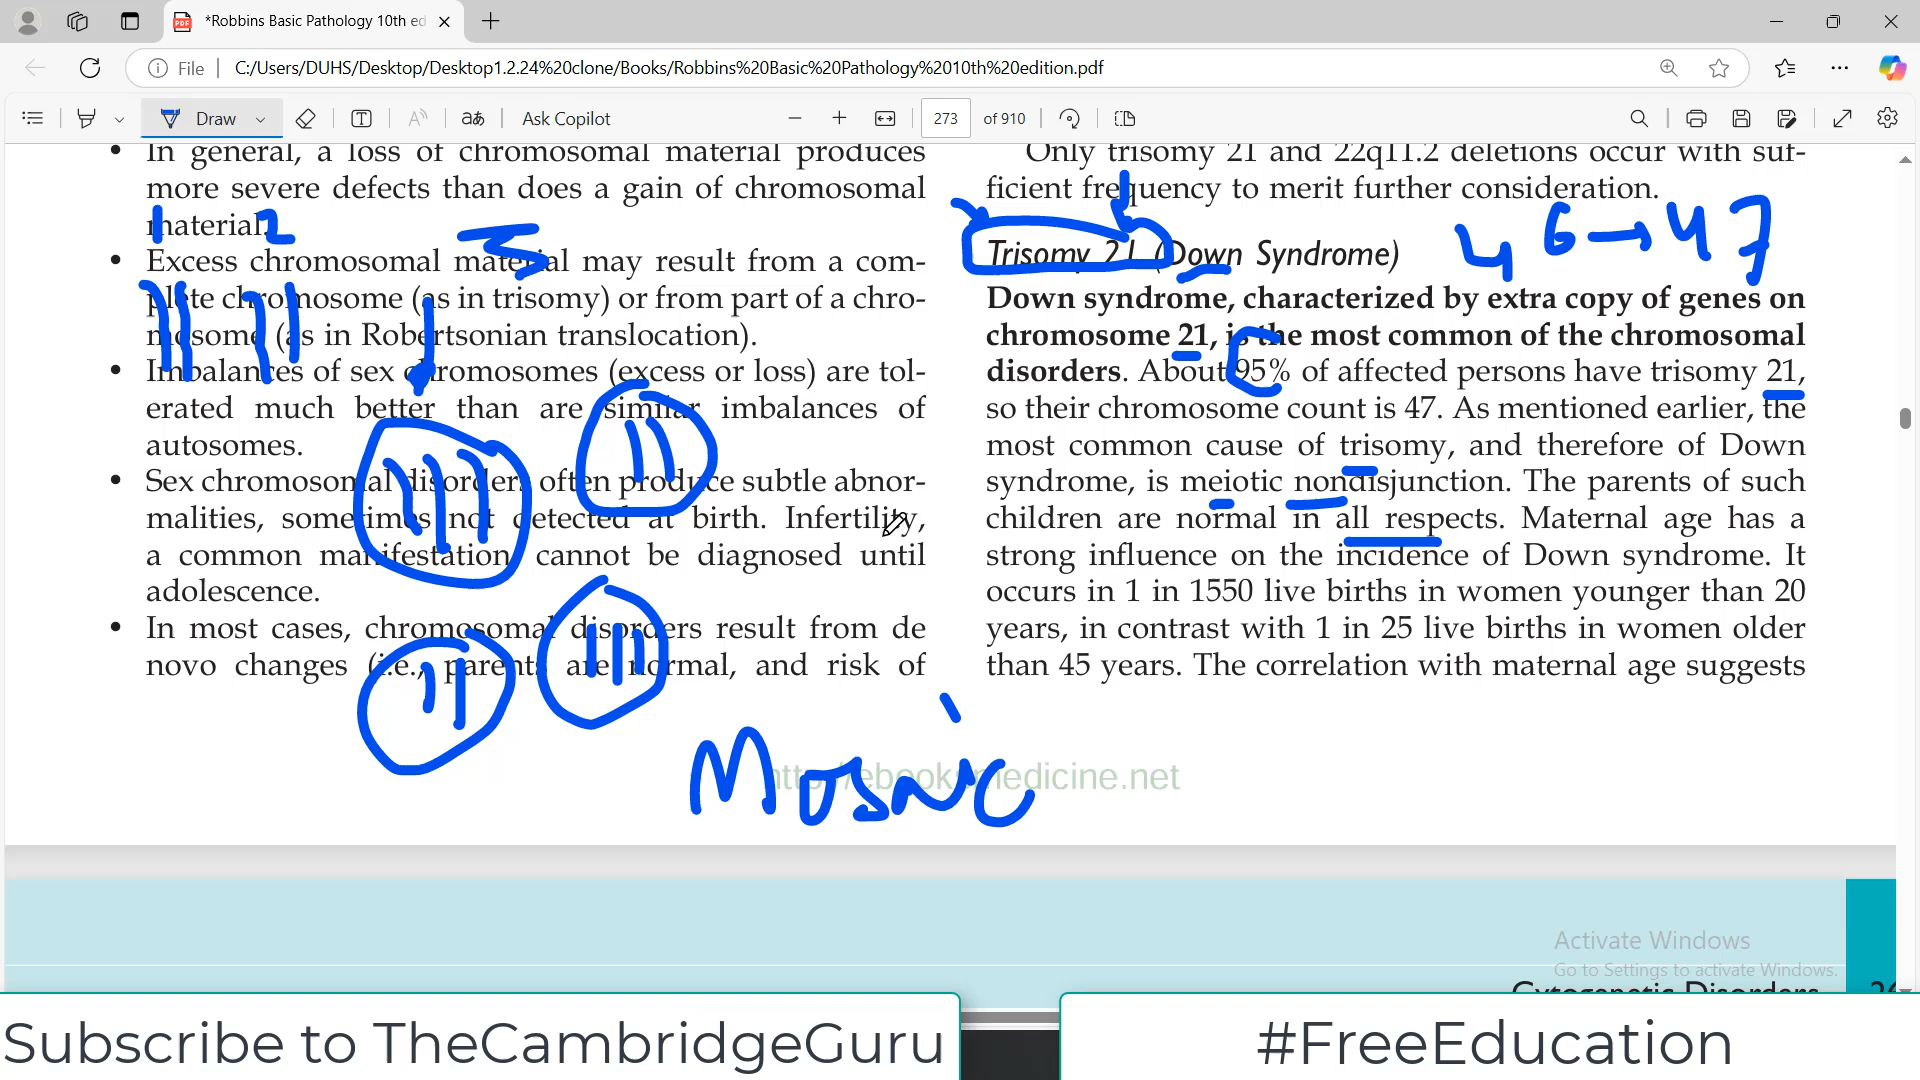 *Robbins Basic Pathology 10th ed
File
C:/Users/DUHS/Desktop/Desktop1.2.24%20clone/Books/Robbins%20Basic%20Pathology%2010th%20edition.pdf
Draw
aあ
Ask Copilot
273 of 910
• In general, a loss of chromosomal material produces
more severe defects than does a gain of chromosomal
material.
1 2
• Excess chromosomal material may result from a com-
plete chromosome (as in trisomy) or from part of a chro-
mosome (as in Robertsonian translocation).
• Imbalances of sex chromosomes (excess or loss) are tol-
erated much better than are similar imbalances of
autosomes.
• Sex chromosomal disorders often produce subtle abnor-
malities, sometimes not detected at birth. Infertility,
a common manifestation, cannot be diagnosed until
adolescence.
• In most cases, chromosomal disorders result from de
novo changes (i.e., parents are normal, and risk of
Only trisomy 21 and 22q11.2 deletions occur with suf-
ficient frequency to merit further consideration.
Trisomy 21 (Down Syndrome)
46 → 47
Down syndrome, characterized by extra copy of genes on
chromosome 21, is the most common of the chromosomal
disorders. About 95% of affected persons have trisomy 21,
so their chromosome count is 47. As mentioned earlier, the
most common cause of trisomy, and therefore of Down
syndrome, is meiotic nondisjunction. The parents of such
children are normal in all respects. Maternal age has a
strong influence on the incidence of Down syndrome. It
occurs in 1 in 1550 live births in women younger than 20
years, in contrast with 1 in 25 live births in women older
than 45 years. The correlation with maternal age suggests
Mosaic
http://ebooksmedicine.net
Activate Windows
Go to Settings to activate Windows.
Cytogenetic Disorders
Subscribe to TheCambridgeGuru
#FreeEducation